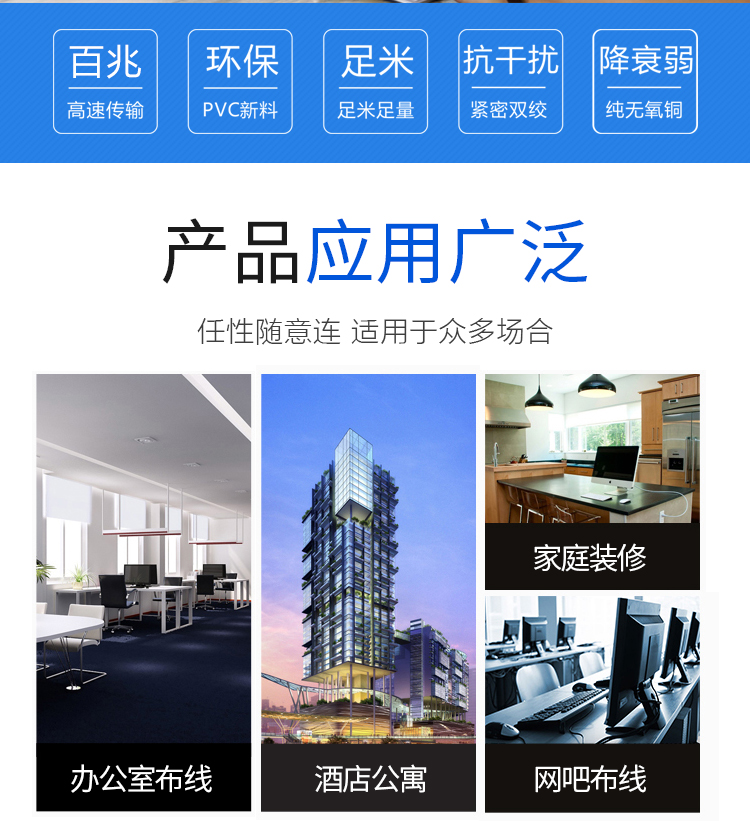 百兆
高速传输
环保
PVC新料
足米
足米足量
抗干扰
紧密双绞
降衰弱
纯无氧铜
产品应用广泛
任性随意连 适用于众多场合
家庭装修
办公室布线
酒店公寓
网吧布线